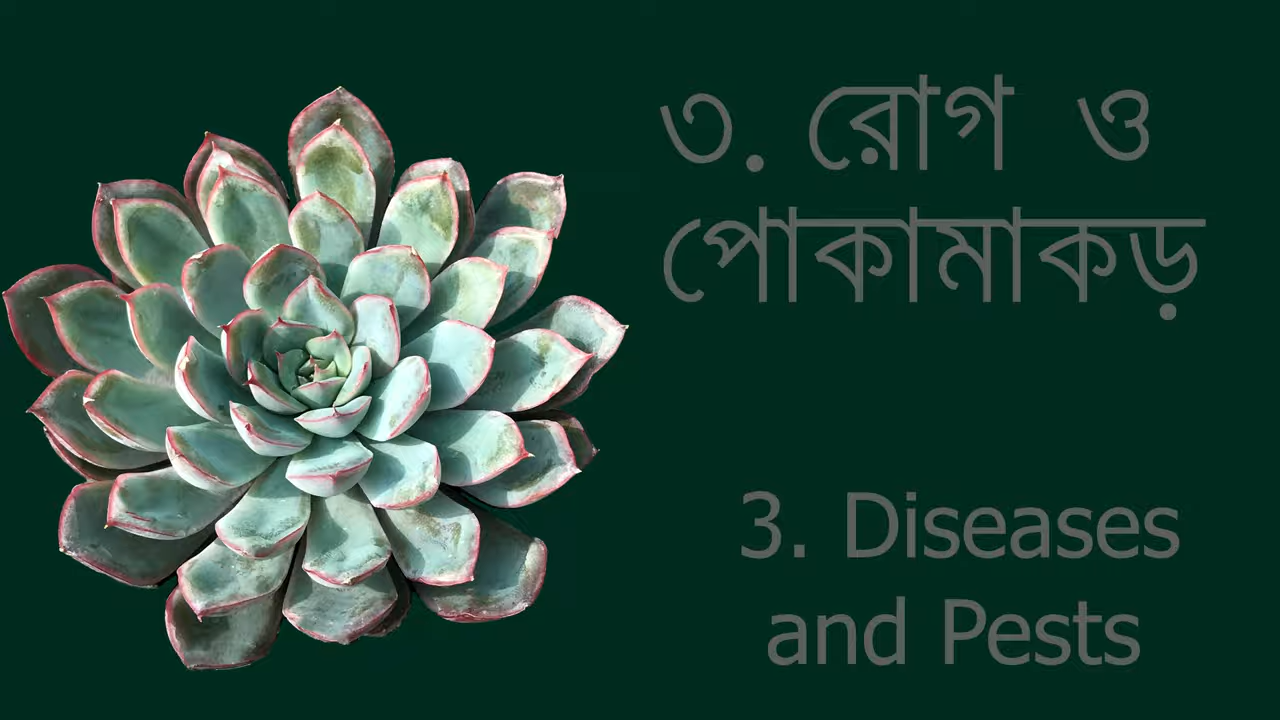 ৩. রোগ ও
পোকামাকড়
3. Diseases
and Pests